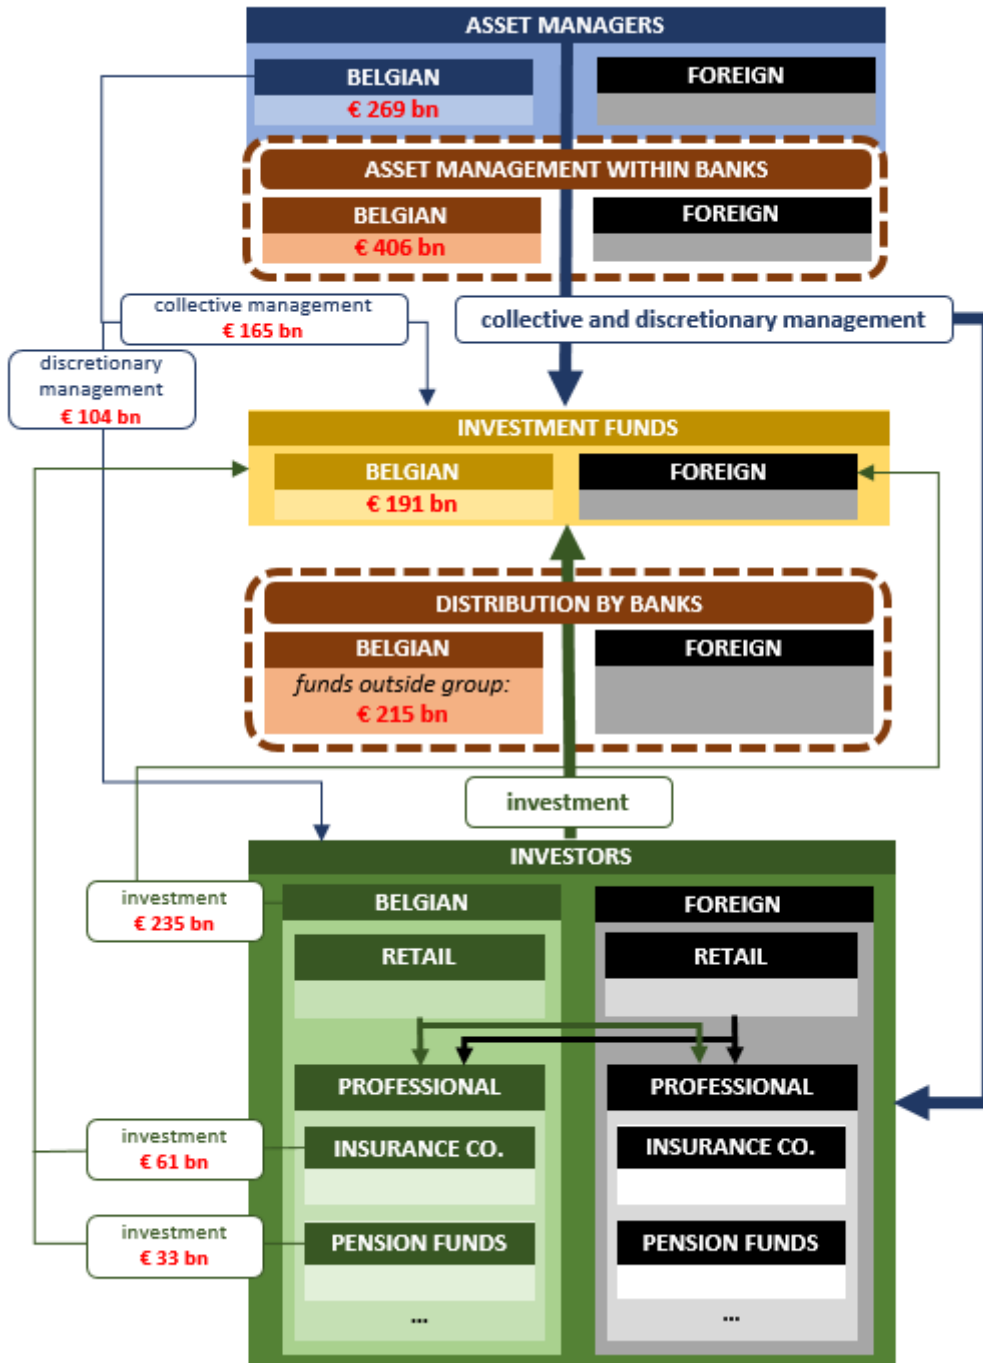 ASSET MANAGERS
BELGIAN
€ 269 bn
FOREIGN
ASSET MANAGEMENT WITHIN BANKS
BELGIAN
€ 406 bn
FOREIGN
collective management
€ 165 bn
collective and discretionary management
discretionary
management
€ 104 bn
INVESTMENT FUNDS
BELGIAN
€ 191 bn
FOREIGN
DISTRIBUTION BY BANKS
BELGIAN
funds outside group:
€ 215 bn
FOREIGN
investment
INVESTORS
investment
€ 235 bn
BELGIAN
FOREIGN
RETAIL
RETAIL
PROFESSIONAL
PROFESSIONAL
investment
€ 61 bn
INSURANCE CO.
INSURANCE CO.
investment
€ 33 bn
PENSION FUNDS
PENSION FUNDS
...
...